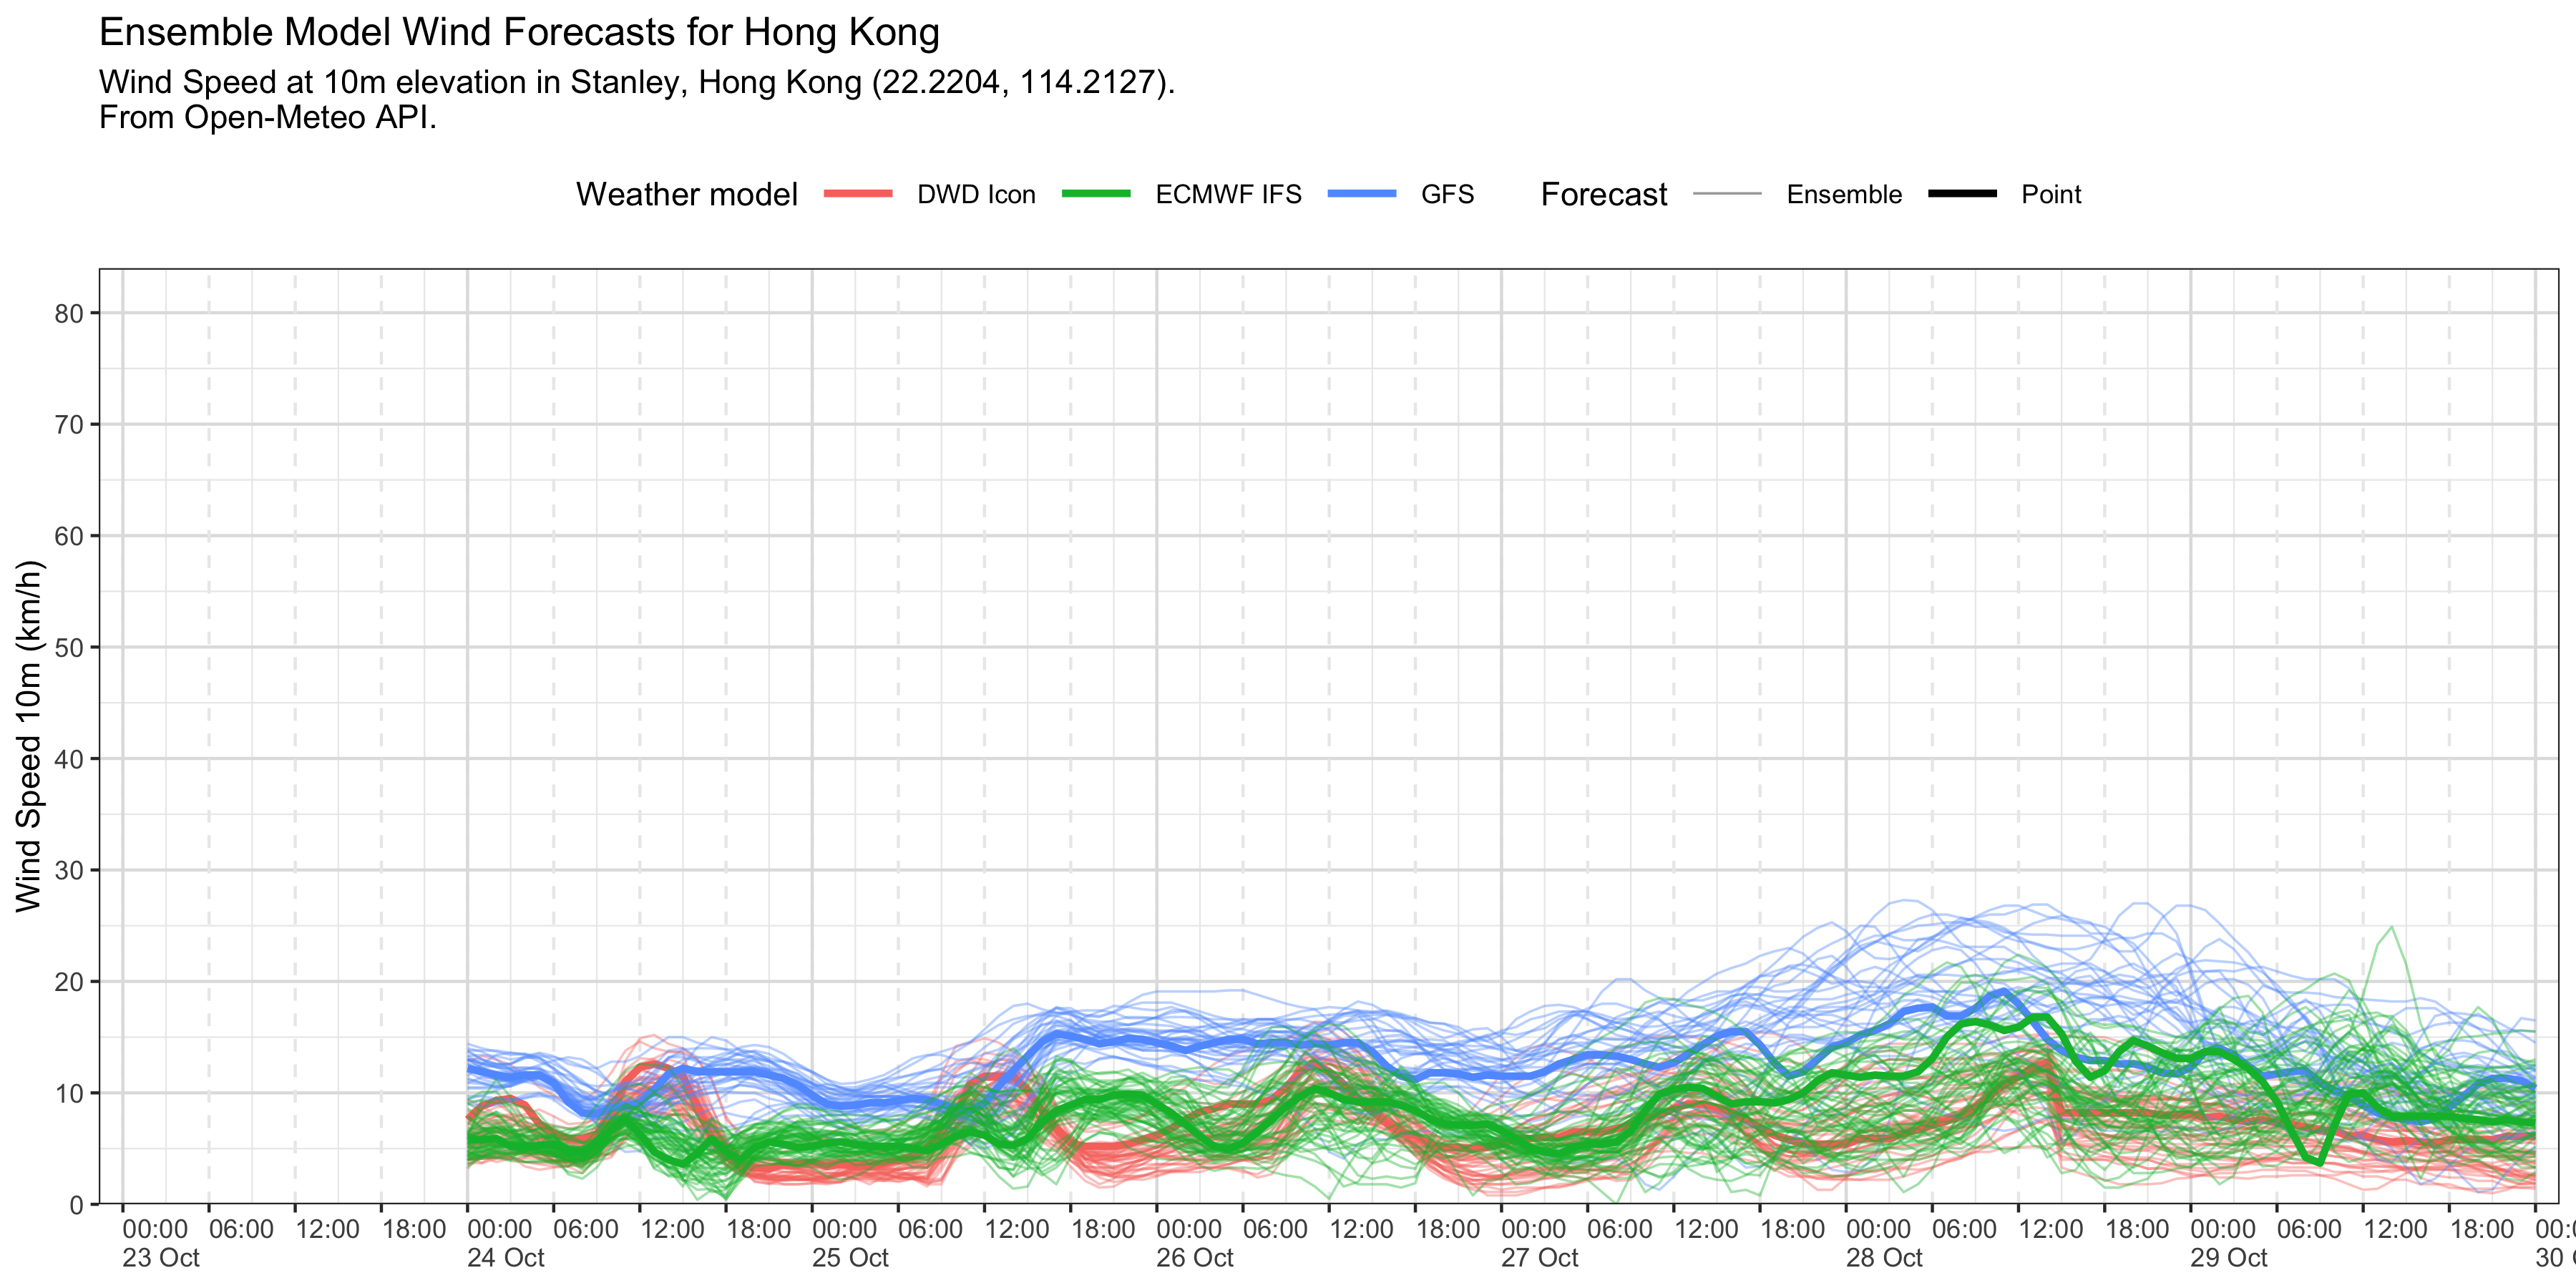 Ensemble Model Wind Forecasts for Hong Kong
Wind Speed at 10m elevation in Stanley, Hong Kong (22.2204, 114.2127).
From Open-Meteo API.
Weather model DWD Icon ECMWF IFS GFS Forecast Ensemble Point
Wind Speed 10m (km/h)
80
70
60
50
40
30
20
10
0
00:00 06:00 12:00 18:00 00:00 06:00 12:00 18:00 00:00 06:00 12:00 18:00 00:00 06:00 12:00 18:00 00:00 06:00 12:00 18:00 00:00 06:00 12:00 18:00 00:00 06:00 12:00 18:00 00:
23 Oct 24 Oct 25 Oct 26 Oct 27 Oct 28 Oct 29 Oct 30